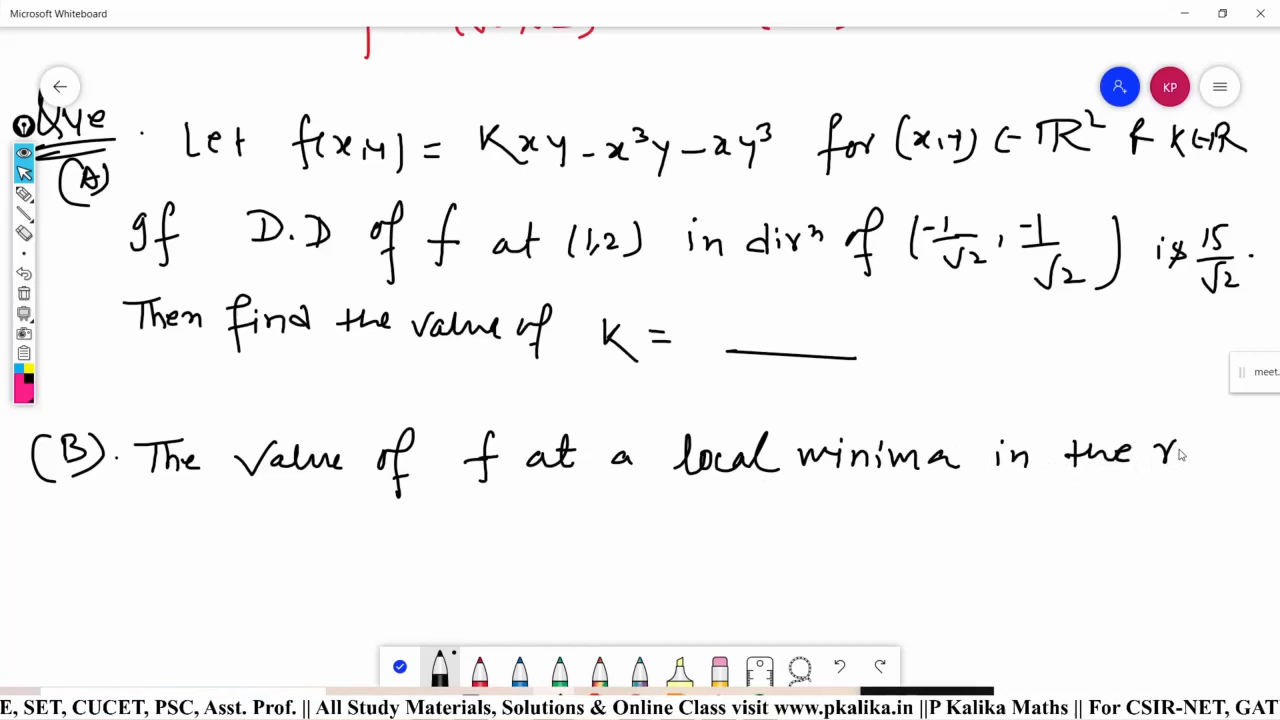 Microsoft Whiteboard
KP
Que. Let f(x,y) = Kxy - x³y - xy³ for (x,y) ∈ ℝ² & K∈ℝ
(A)
If D.D of f at (1,2) in dirⁿ of (-1/√2, -1/√2) is 15/√2.
Then find the value of K = ____
meet.
(B). The value of f at a local minima in the r
E, SET, CUCET, PSC, Asst. Prof. || All Study Materials, Solutions & Online Class visit www.pkalika.in ||P Kalika Maths || For CSIR-NET, GAT